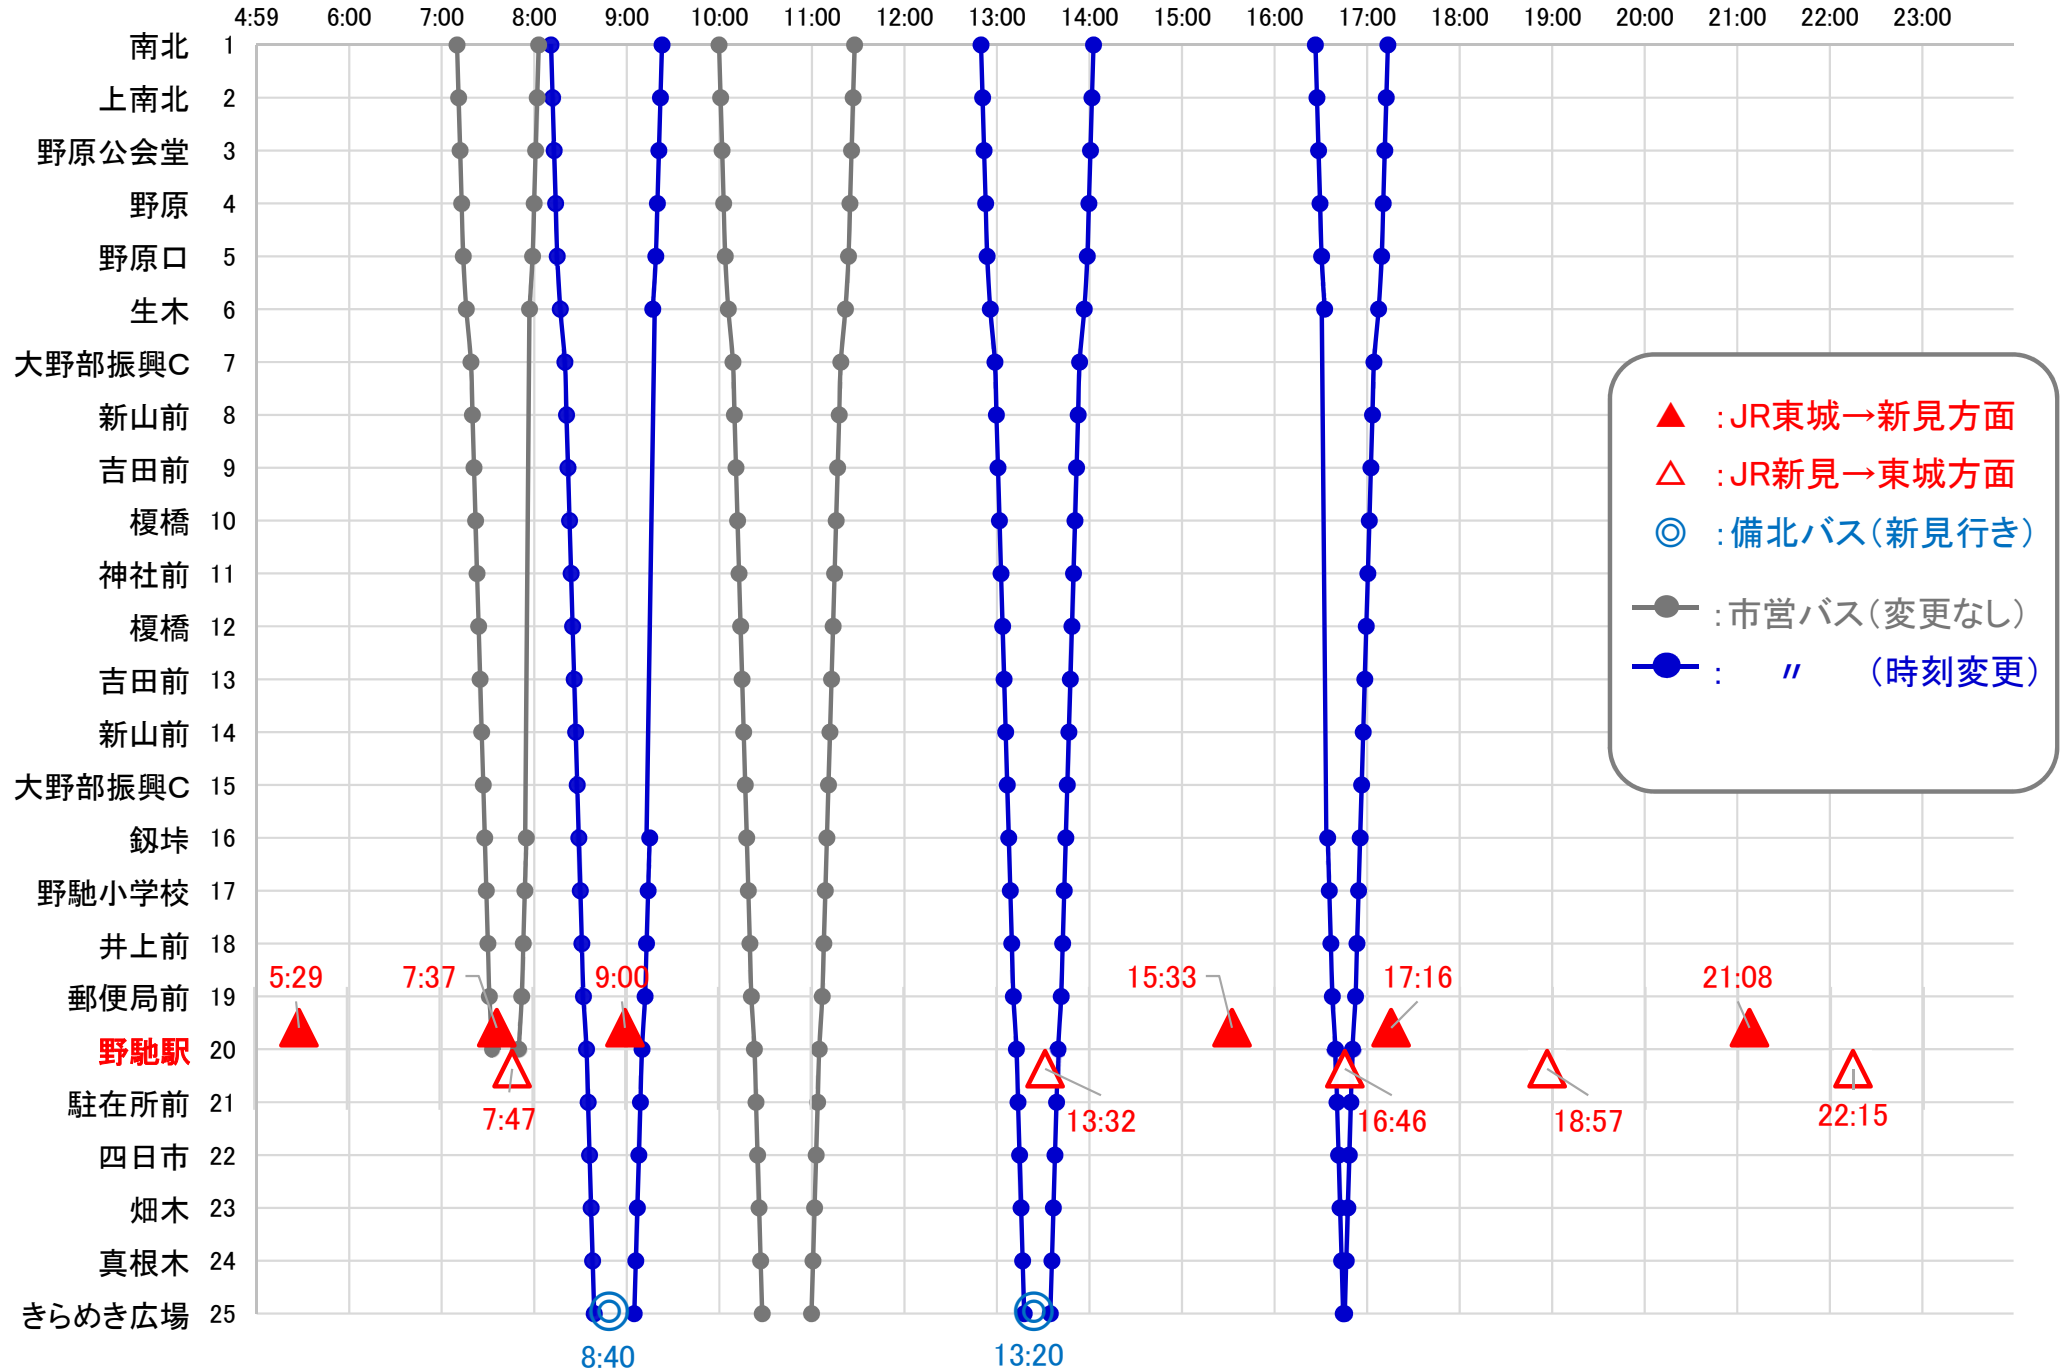 4:59 6:00 7:00 8:00 9:00 10:00 11:00 12:00 13:00 14:00 15:00 16:00 17:00 18:00 19:00 20:00 21:00 22:00 23:00
南北 1
上南北 2
野原公会堂 3
野原 4
野原口 5
生木 6
大野部振興C 7
新山前 8
吉田前 9
榎橋 10
神社前 11
榎橋 12
吉田前 13
新山前 14
大野部振興C 15
釼垰 16
野馳小学校 17
井上前 18
郵便局前 19
野馳駅 20
駐在所前 21
四日市 22
畑木 23
真根木 24
きらめき広場 25
5:29 7:37 9:00 15:33 17:16 21:08
7:47 13:32 16:46 18:57 22:15
8:40 13:20
▲ :JR東城→新見方面
△ :JR新見→東城方面
◎ :備北バス(新見行き)
:市営バス(変更なし)
: 〃 (時刻変更)